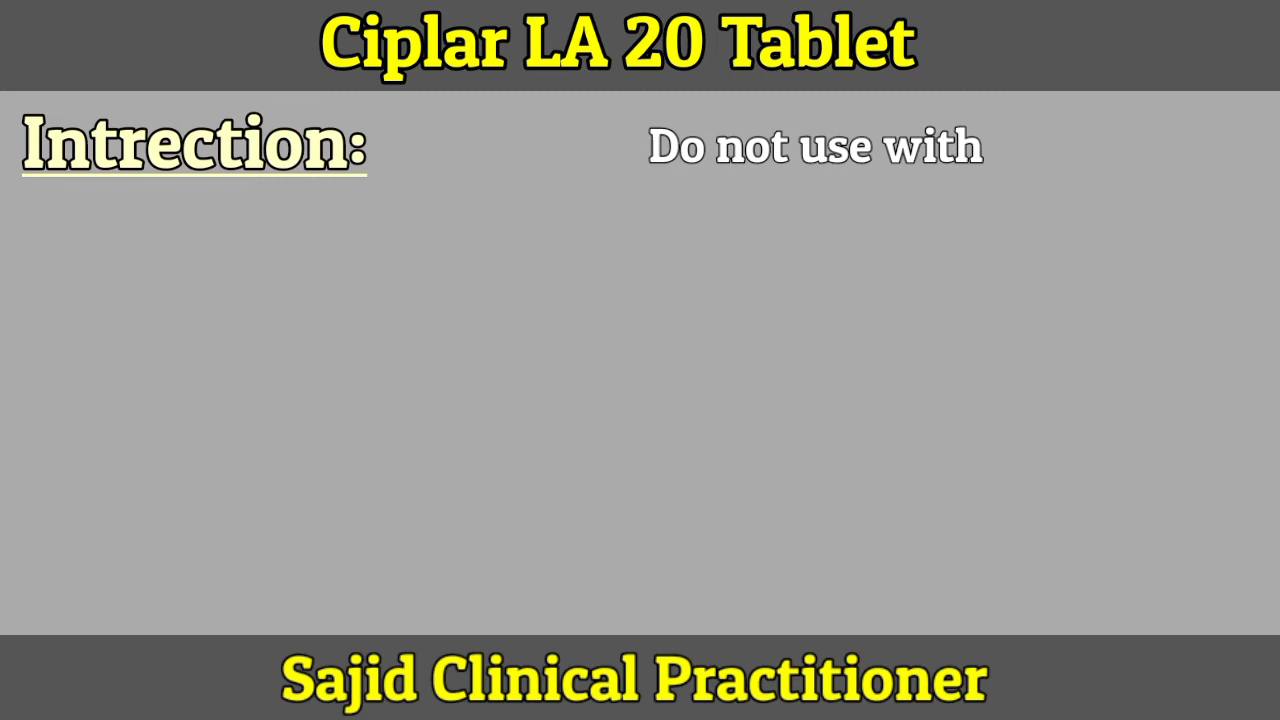 Ciplar LA 20 Tablet
Intrection: Do not use with
Sajid Clinical Practitioner